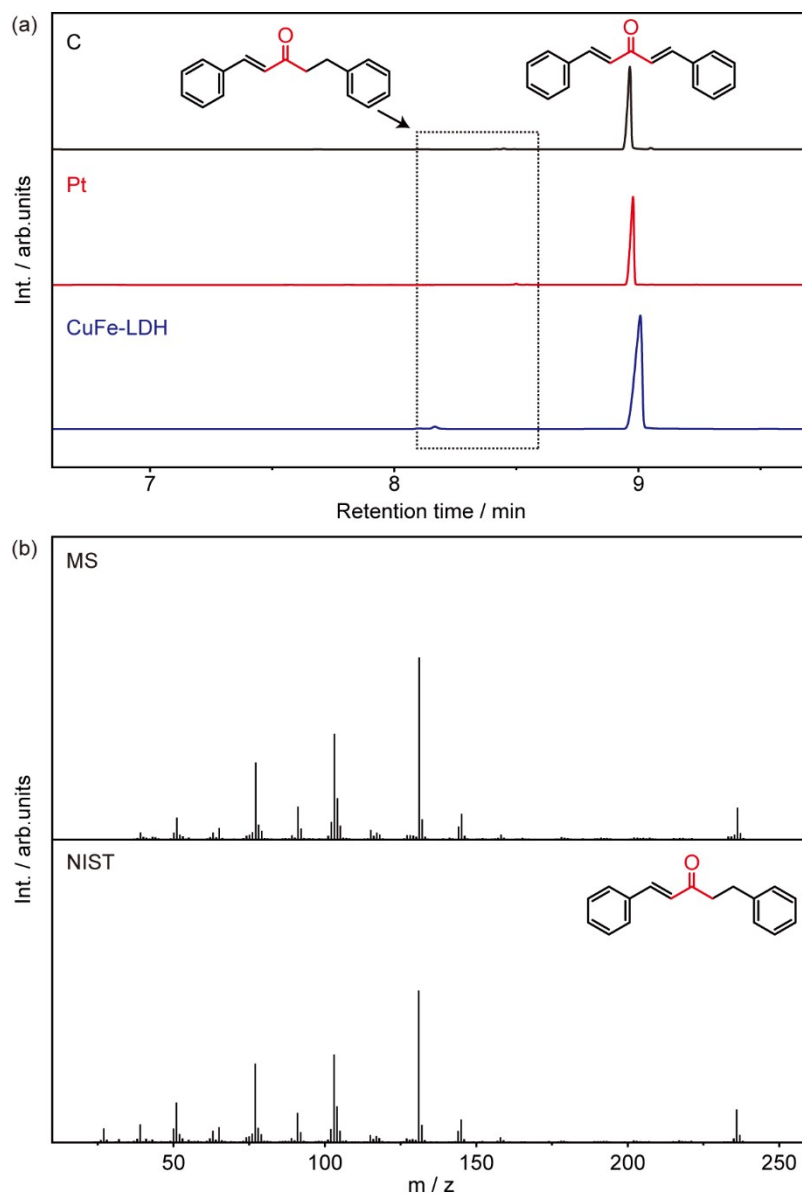 (a)
C
O
O
Pt
CuFe-LDH
Int. / arb.units
7 8 9
Retention time / min
(b)
MS
NIST
O
Int. / arb.units
50 100 150 200 250
m / z